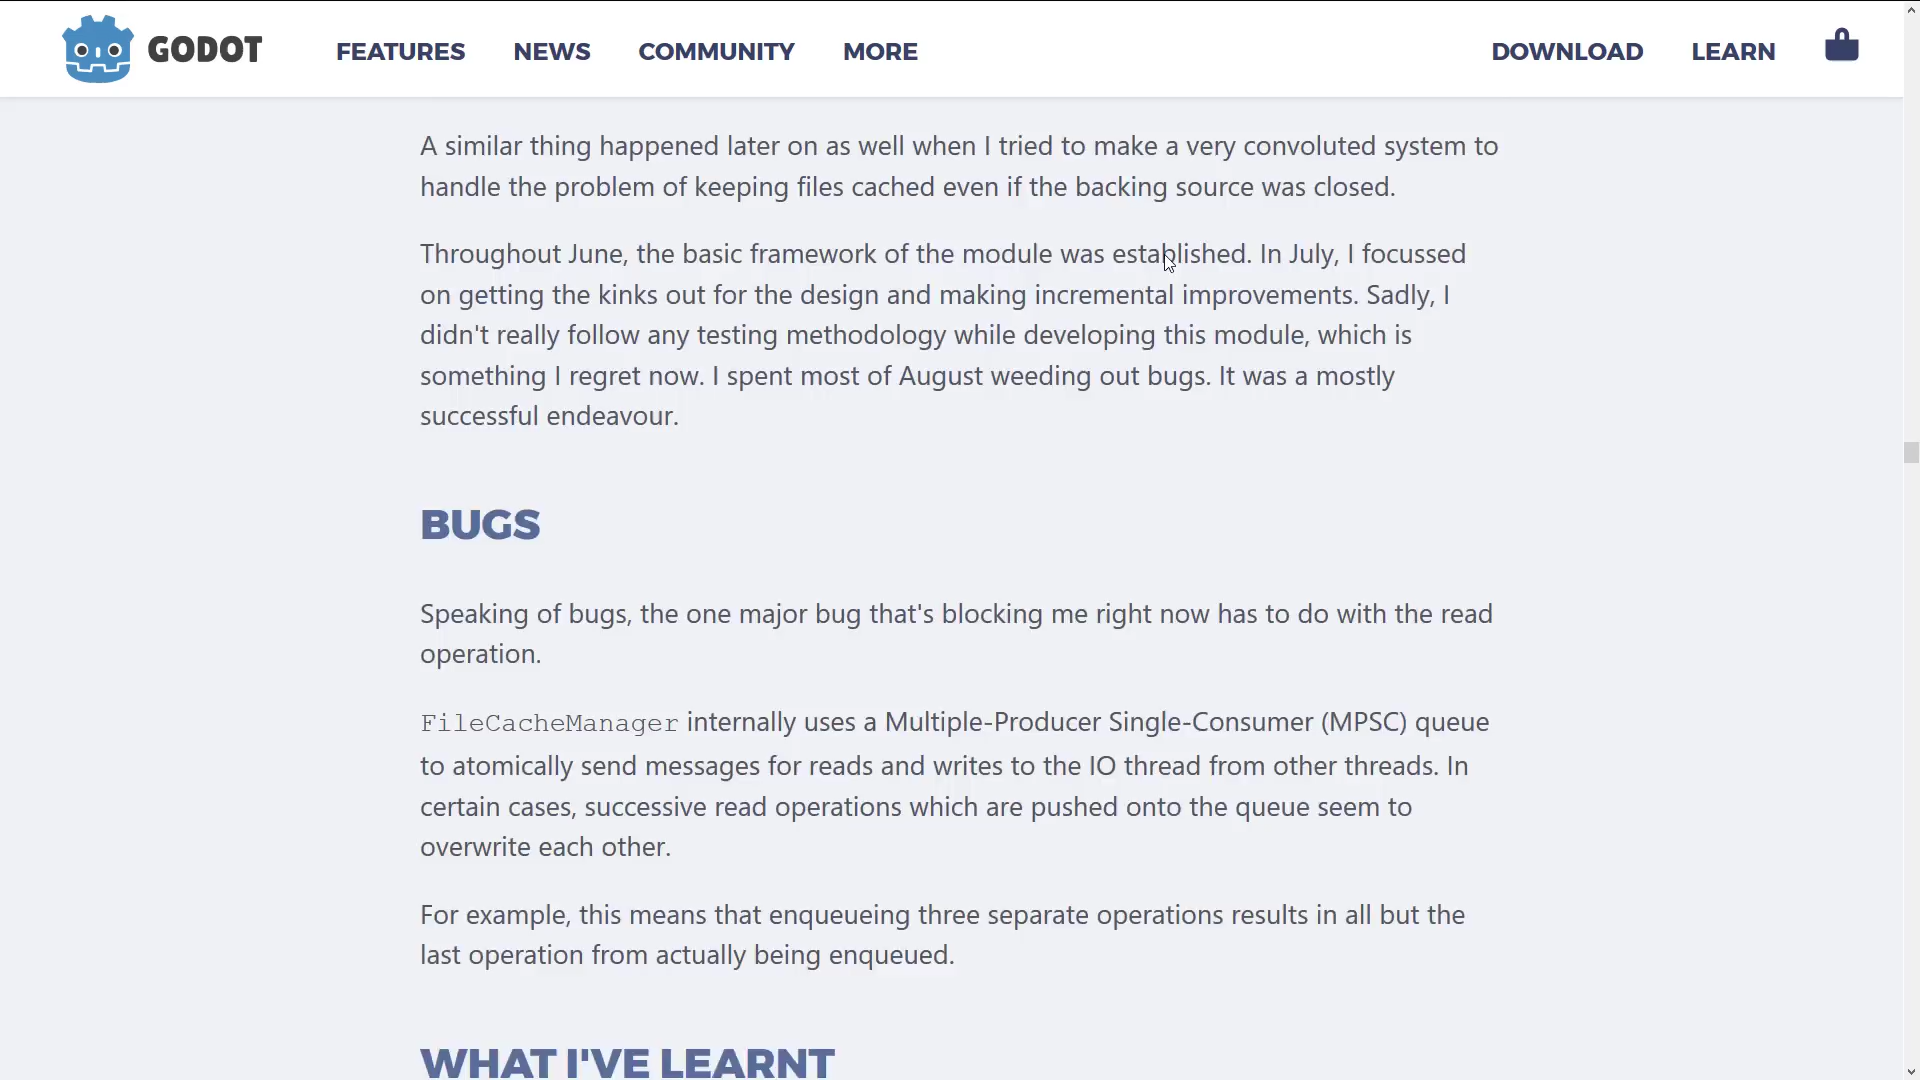 GODOT FEATURES NEWS COMMUNITY MORE DOWNLOAD LEARN
A similar thing happened later on as well when I tried to make a very convoluted system to
handle the problem of keeping files cached even if the backing source was closed.
Throughout June, the basic framework of the module was established. In July, I focussed
on getting the kinks out for the design and making incremental improvements. Sadly, I
didn't really follow any testing methodology while developing this module, which is
something I regret now. I spent most of August weeding out bugs. It was a mostly
successful endeavour.
BUGS
Speaking of bugs, the one major bug that's blocking me right now has to do with the read
operation.
FileCacheManager internally uses a Multiple-Producer Single-Consumer (MPSC) queue
to atomically send messages for reads and writes to the IO thread from other threads. In
certain cases, successive read operations which are pushed onto the queue seem to
overwrite each other.
For example, this means that enqueueing three separate operations results in all but the
last operation from actually being enqueued.
WHAT I'VE LEARNT